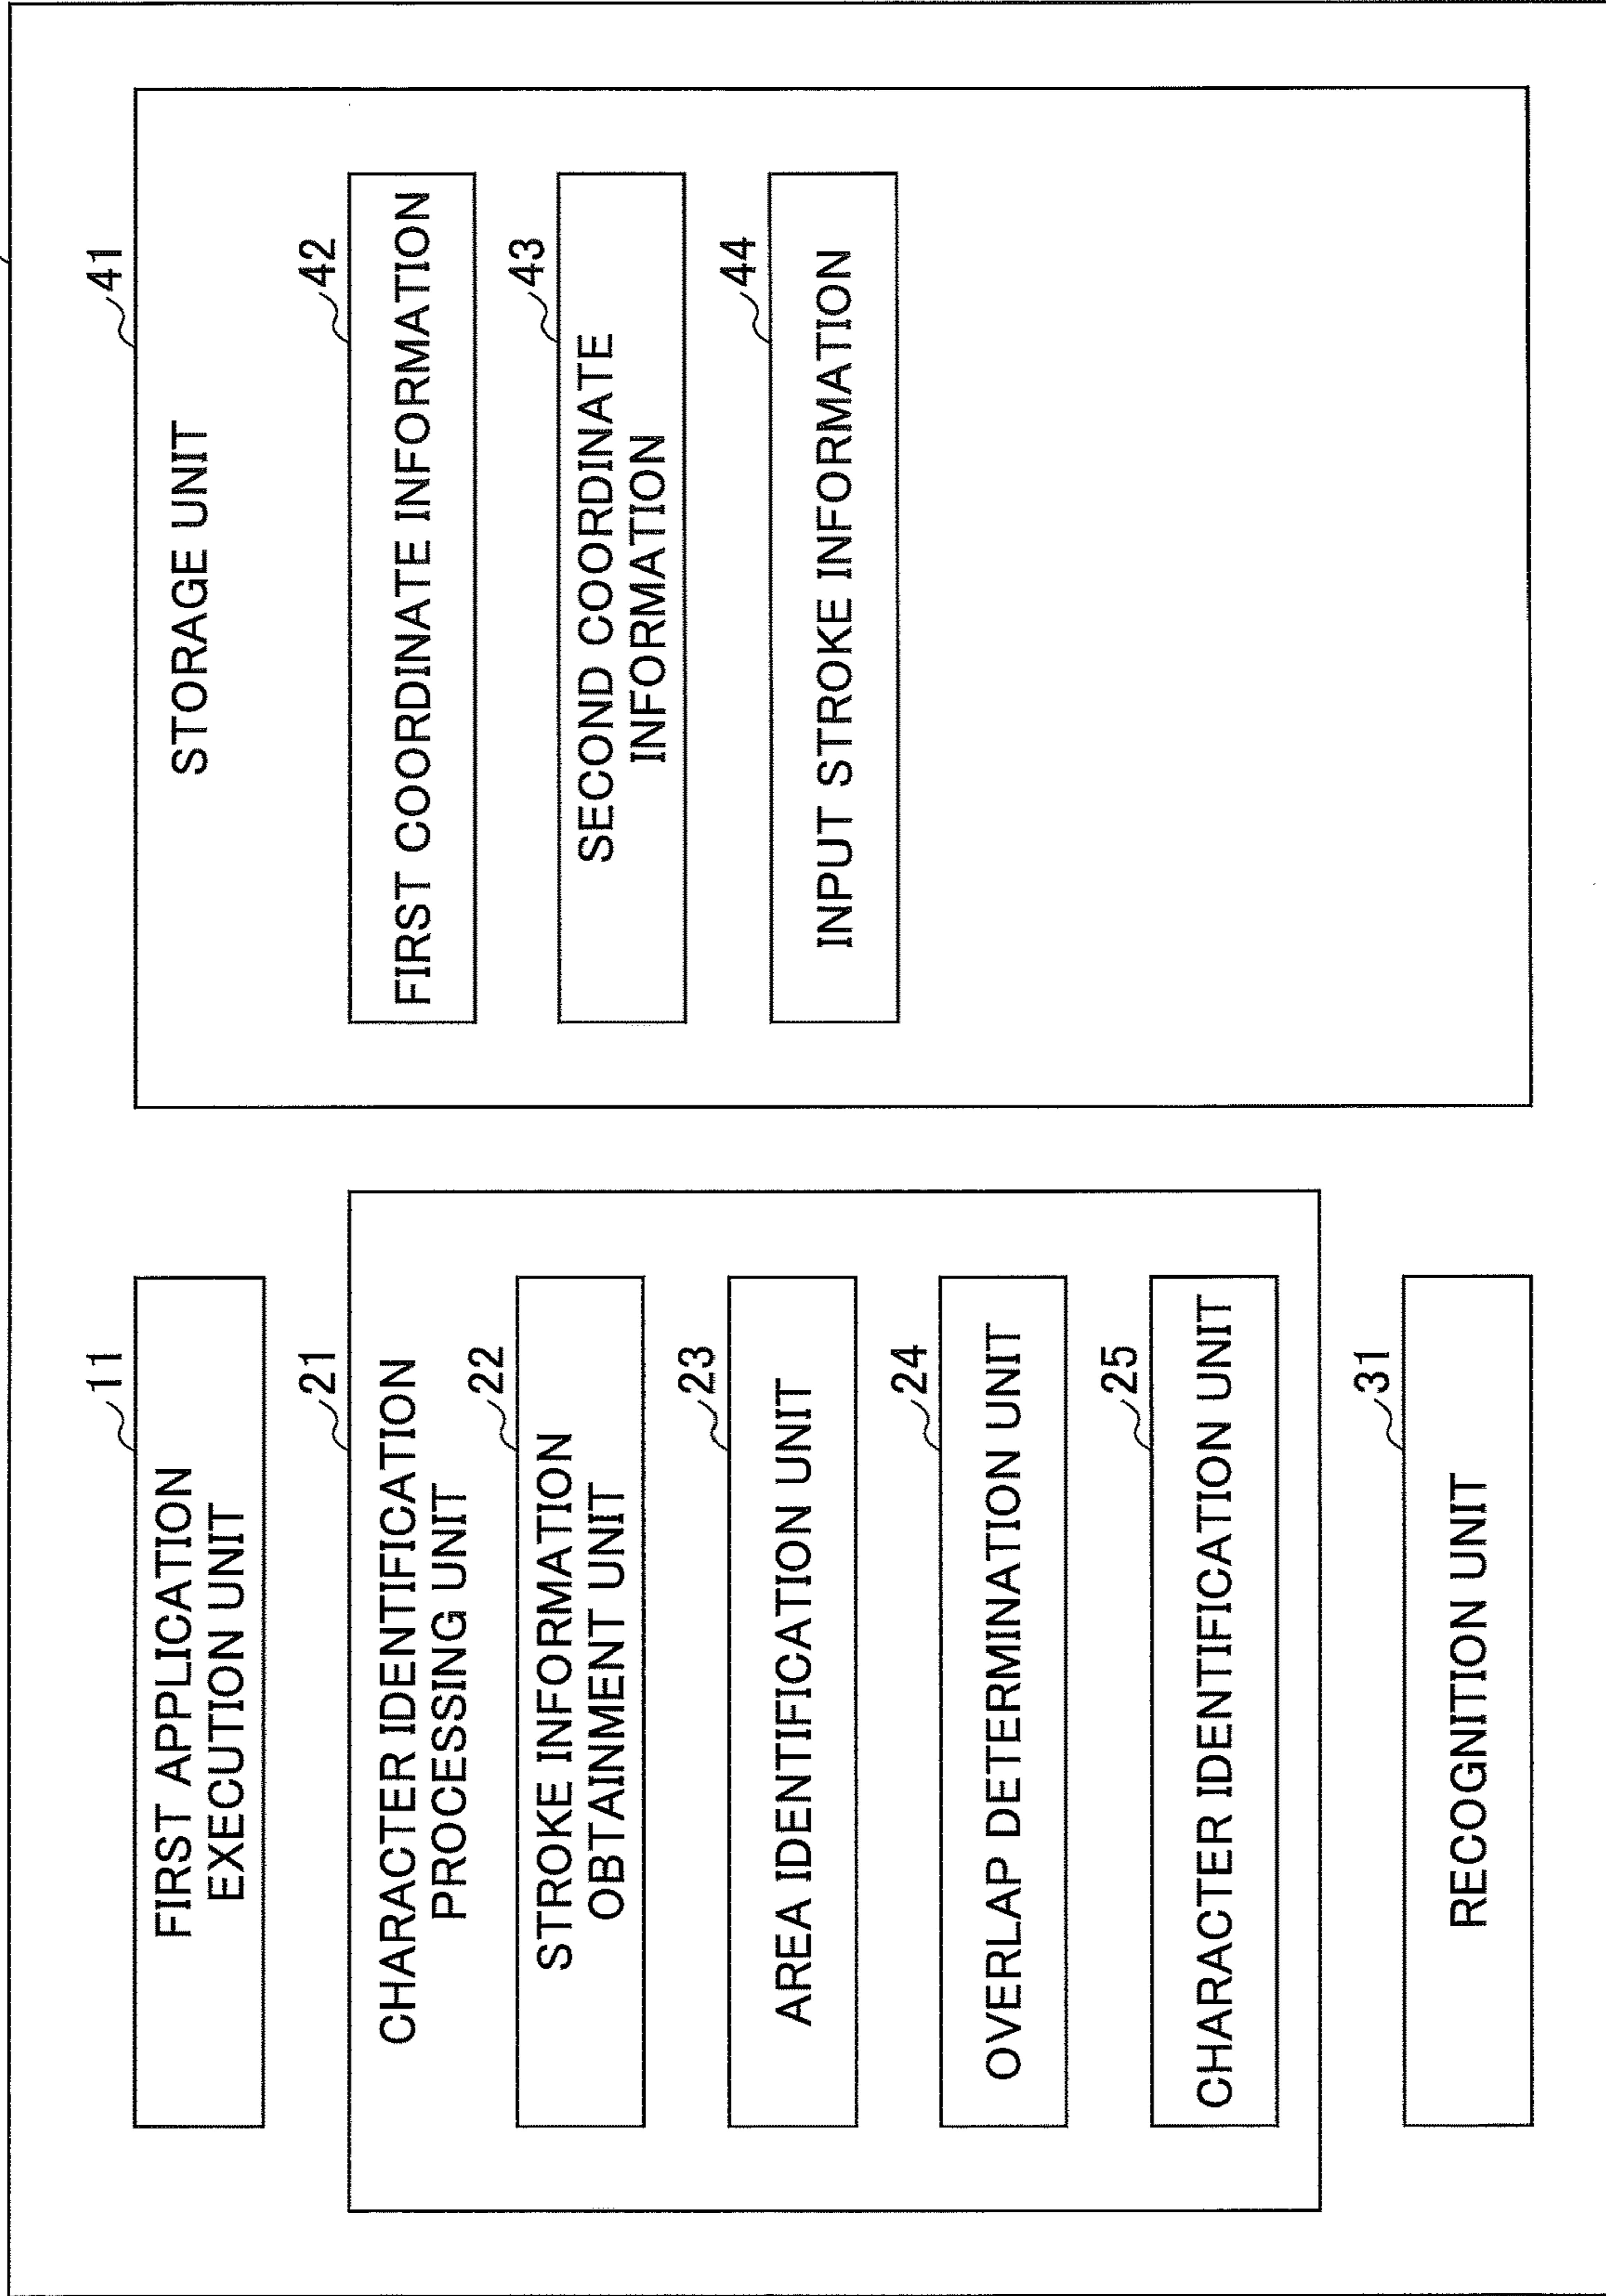 11
FIRST APPLICATION
EXECUTION UNIT
21
CHARACTER IDENTIFICATION
PROCESSING UNIT
22
STROKE INFORMATION
OBTAINMENT UNIT
23
AREA IDENTIFICATION UNIT
24
OVERLAP DETERMINATION UNIT
25
CHARACTER IDENTIFICATION UNIT
31
RECOGNITION UNIT
41
STORAGE UNIT
42
FIRST COORDINATE INFORMATION
43
SECOND COORDINATE
INFORMATION
44
INPUT STROKE INFORMATION